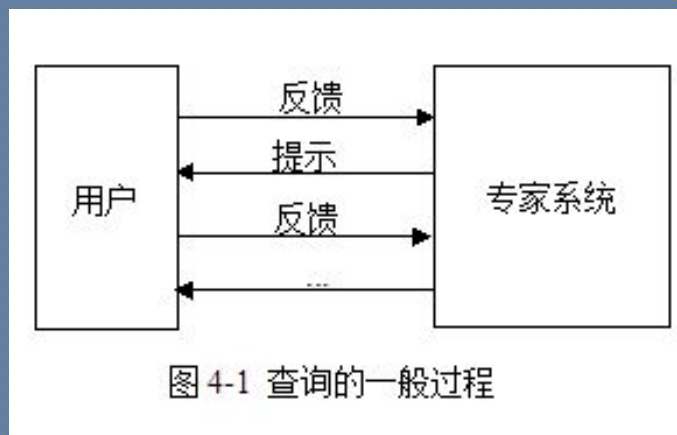 反馈
提示
用户
专家系统
反馈
...
图 4-1 查询的一般过程